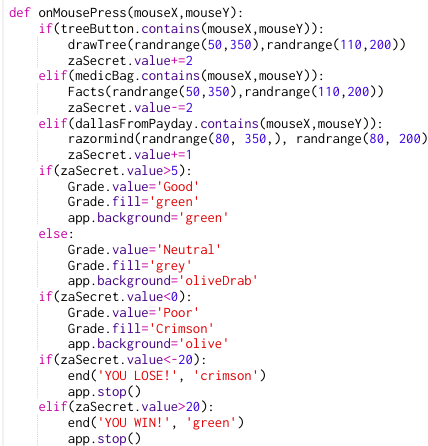 def onMousePress(mouseX,mouseY):
    if(treeButton.contains(mouseX,mouseY)):
        drawTree(randrange(50,350),randrange(110,200))
        zaSecret.value+=2
    elif(medicBag.contains(mouseX,mouseY)):
        Facts(randrange(50,350),randrange(110,200))
        zaSecret.value-=2
    elif(dallasFromPayday.contains(mouseX,mouseY)):
        razormind(randrange(80, 350,), randrange(80, 200)
        zaSecret.value+=1
    if(zaSecret.value>5):
        Grade.value='Good'
        Grade.fill='green'
        app.background='green'
    else:
        Grade.value='Neutral'
        Grade.fill='grey'
        app.background='oliveDrab'
    if(zaSecret.value<0):
        Grade.value='Poor'
        Grade.fill='Crimson'
        app.background='olive'
    if(zaSecret.value<-20):
        end('YOU LOSE!', 'crimson')
        app.stop()
    elif(zaSecret.value>20):
        end('YOU WIN!', 'green')
        app.stop()